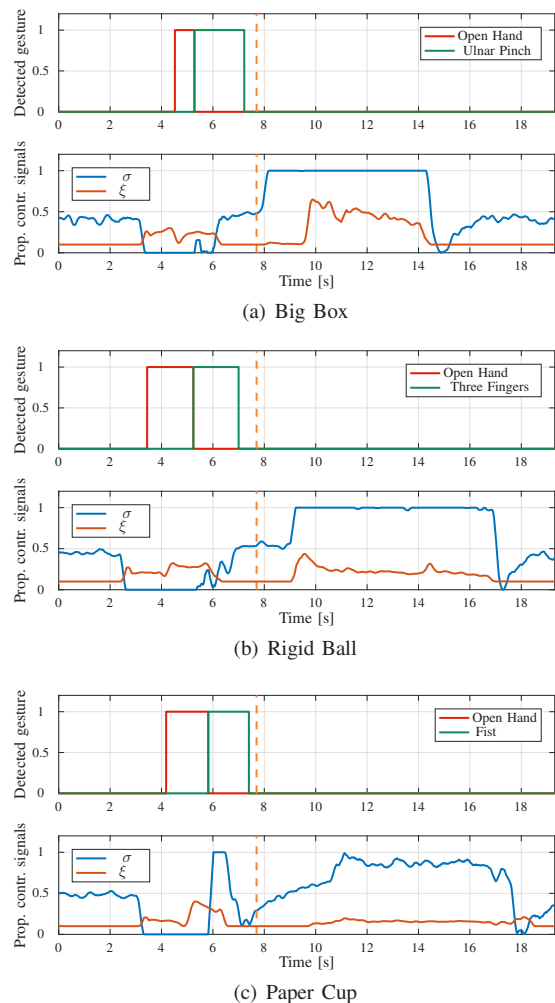 Detected gesture
1
0.5
0
Open Hand
Ulnar Pinch
0 2 4 6 8 10 12 14 16 18
Prop. contr. signals
1
0.5
0
σ
ξ
0 2 4 6 8 10 12 14 16 18
Time [s]
(a) Big Box
Detected gesture
1
0.5
0
Open Hand
Three Fingers
0 2 4 6 8 10 12 14 16 18
Prop. contr. signals
1
0.5
0
σ
ξ
0 2 4 6 8 10 12 14 16 18
Time [s]
(b) Rigid Ball
Detected gesture
1
0.5
0
Open Hand
Fist
0 2 4 6 8 10 12 14 16 18
Prop. contr. signals
1
0.5
0
σ
ξ
0 2 4 6 8 10 12 14 16 18
Time [s]
(c) Paper Cup